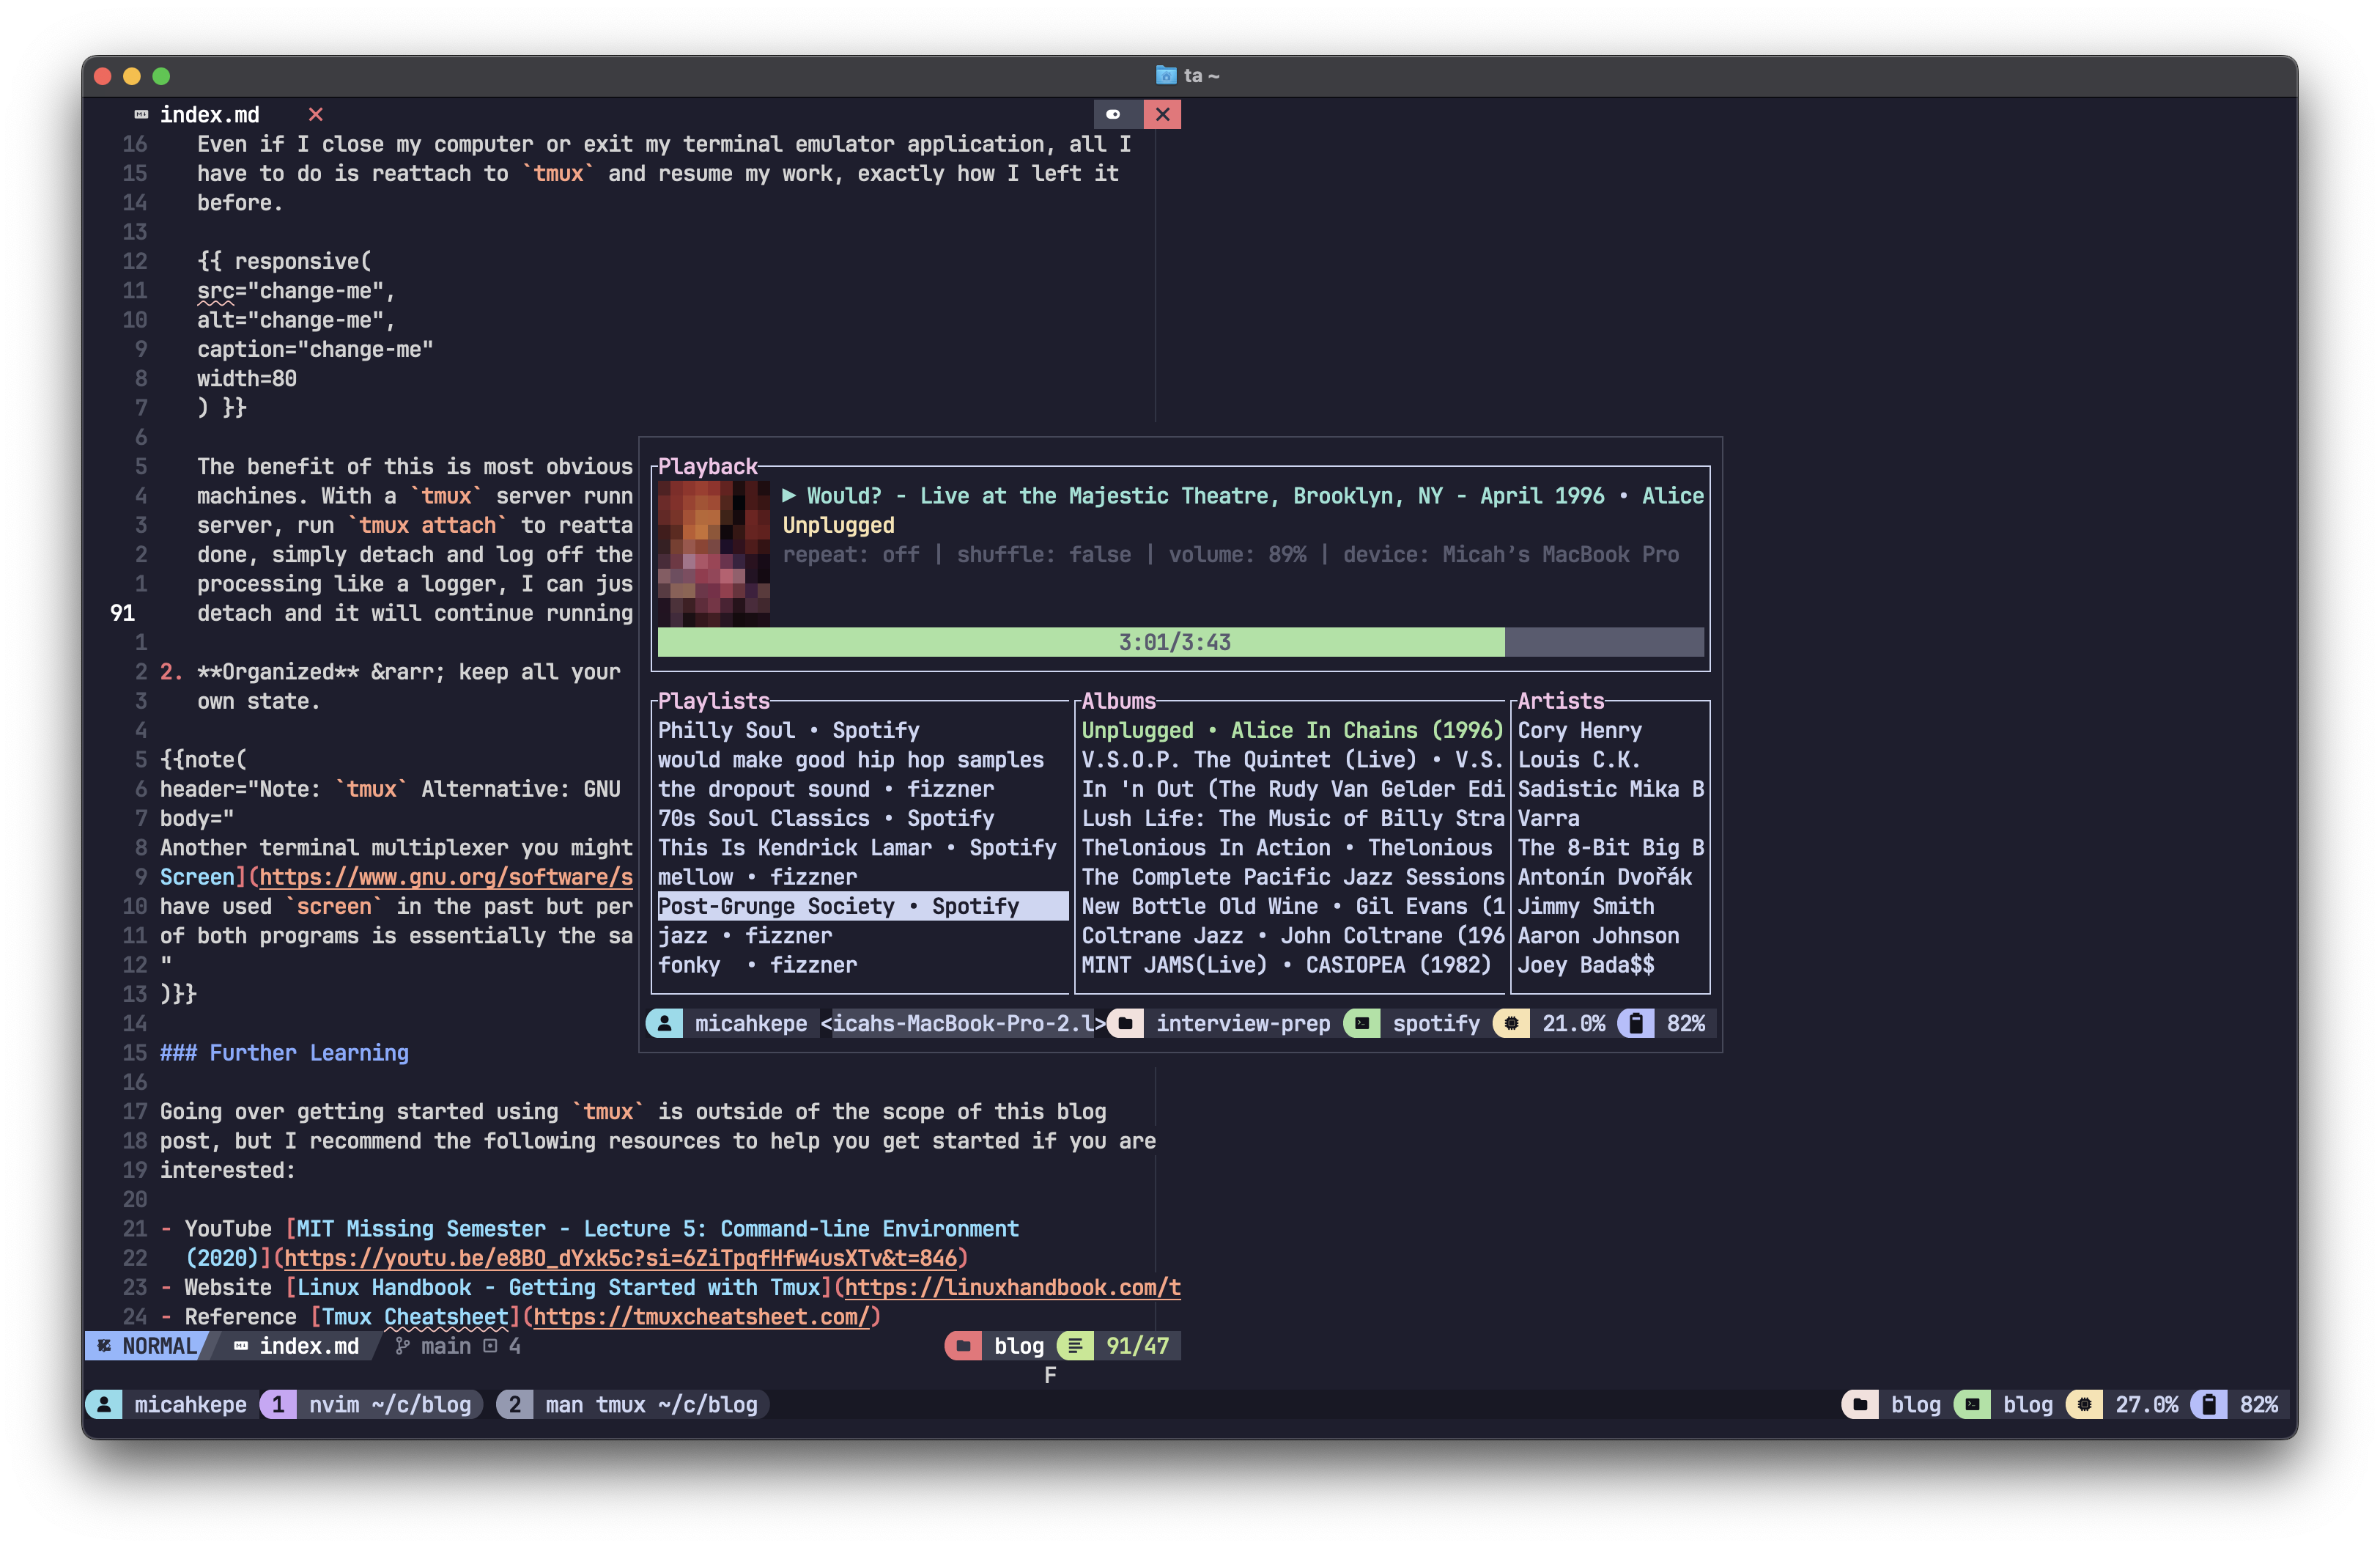 ta ~
index.md
16 Even if I close my computer or exit my terminal emulator application, all I
15 have to do is reattach to `tmux` and resume my work, exactly how I left it
14 before.
13
12 {{ responsive(
11 src="change-me",
10 alt="change-me",
9 caption="change-me"
8 width=80
7 ) }}
6
5 The benefit of this is most obvious
4 machines. With a `tmux` server runn
3 server, run `tmux attach` to reatta
2 done, simply detach and log off the
1 processing like a logger, I can jus
91 detach and it will continue running
1
2 2. **Organized** &rarr; keep all your
3 own state.
4
5 {{note(
6 header="Note: `tmux` Alternative: GNU
7 body="
8 Another terminal multiplexer you might
9 Screen](https://www.gnu.org/software/s
10 have used `screen` in the past but per
11 of both programs is essentially the sa
12 "
13 )}}
14
15 ### Further Learning
16
17 Going over getting started using `tmux` is outside of the scope of this blog
18 post, but I recommend the following resources to help you get started if you are
19 interested:
20
21 - YouTube [MIT Missing Semester - Lecture 5: Command-line Environment
22 (2020)](https://youtu.be/e8BO_dYxk5c?si=6ZiTpqfHfw4usXTv&t=846)
23 - Website [Linux Handbook - Getting Started with Tmux](https://linuxhandbook.com/t
24 - Reference [Tmux Cheatsheet](https://tmuxcheatsheet.com/)
Playback
Would? - Live at the Majestic Theatre, Brooklyn, NY - April 1996 • Alice
Unplugged
repeat: off | shuffle: false | volume: 89% | device: Micah's MacBook Pro
3:01/3:43
Playlists
Philly Soul • Spotify
would make good hip hop samples
the dropout sound • fizzner
70s Soul Classics • Spotify
This Is Kendrick Lamar • Spotify
mellow • fizzner
Post-Grunge Society • Spotify
jazz • fizzner
fonky • fizzner
Albums
Unplugged • Alice In Chains (1996)
V.S.O.P. The Quintet (Live) • V.S.
In 'n Out (The Rudy Van Gelder Edi
Lush Life: The Music of Billy Stra
Thelonious In Action • Thelonious
The Complete Pacific Jazz Sessions
New Bottle Old Wine • Gil Evans (1
Coltrane Jazz • John Coltrane (196
MINT JAMS(Live) • CASIOPEA (1982)
Artists
Cory Henry
Louis C.K.
Sadistic Mika B
Varra
The 8-Bit Big B
Antonín Dvořák
Jimmy Smith
Aaron Johnson
Joey Bada$$
micahkepe <icahs-MacBook-Pro-2.l> interview-prep spotify 21.0% 82%
NORMAL index.md main 4 blog 91/47
F
micahkepe 1 nvim ~/c/blog 2 man tmux ~/c/blog blog blog 27.0% 82%